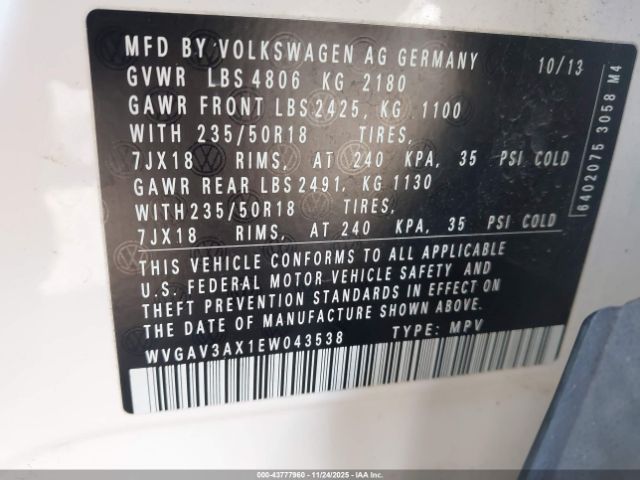 MFD BY VOLKSWAGEN AG GERMANY 10/13
GVWR LBS 4806 KG 2180
GAWR FRONT LBS 2425, KG 1100
WITH 235/50R18 TIRES,
7JX18 RIMS, AT 240 KPA, 35 PSI COLD
GAWR REAR LBS 2491, KG 1130
WITH 235/50R18 TIRES,
7JX18 RIMS, AT 240 KPA, 35 PSI COLD
THIS VEHICLE CONFORMS TO ALL APPLICABLE
U.S. FEDERAL MOTOR VEHICLE SAFETY AND
THEFT PREVENTION STANDARDS IN EFFECT ON
THE DATE OF MANUFACTURE SHOWN ABOVE.
WVGAV3AX1EW043538 TYPE: MPV
6402075 3058 M4
000-43777960 - 11/24/2025 - IAAI.COM